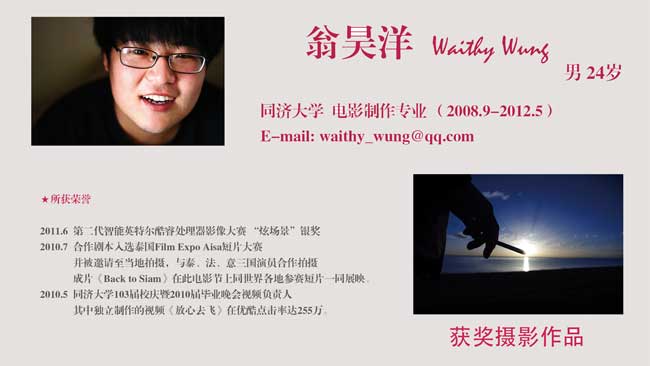 翁昊洋 Waithy Wung
男 24岁
同济大学 电影制作专业（2008.9-2012.5）
E-mail: waithy_wung@qq.com
★所获荣誉
2011.6 第二代智能英特尔酷睿处理器影像大赛 “炫场景”银奖
2010.7 合作剧本入选泰国Film Expo Aisa短片大赛
并被邀请至当地拍摄，与泰、法、意三国演员合作拍摄
成片《Back to Siam》在此电影节上同世界各地参赛短片一同展映。
2010.5 同济大学103届校庆暨2010届毕业晚会视频负责人
其中独立制作的视频《放心去飞》在优酷点击率达255万。
获奖摄影作品